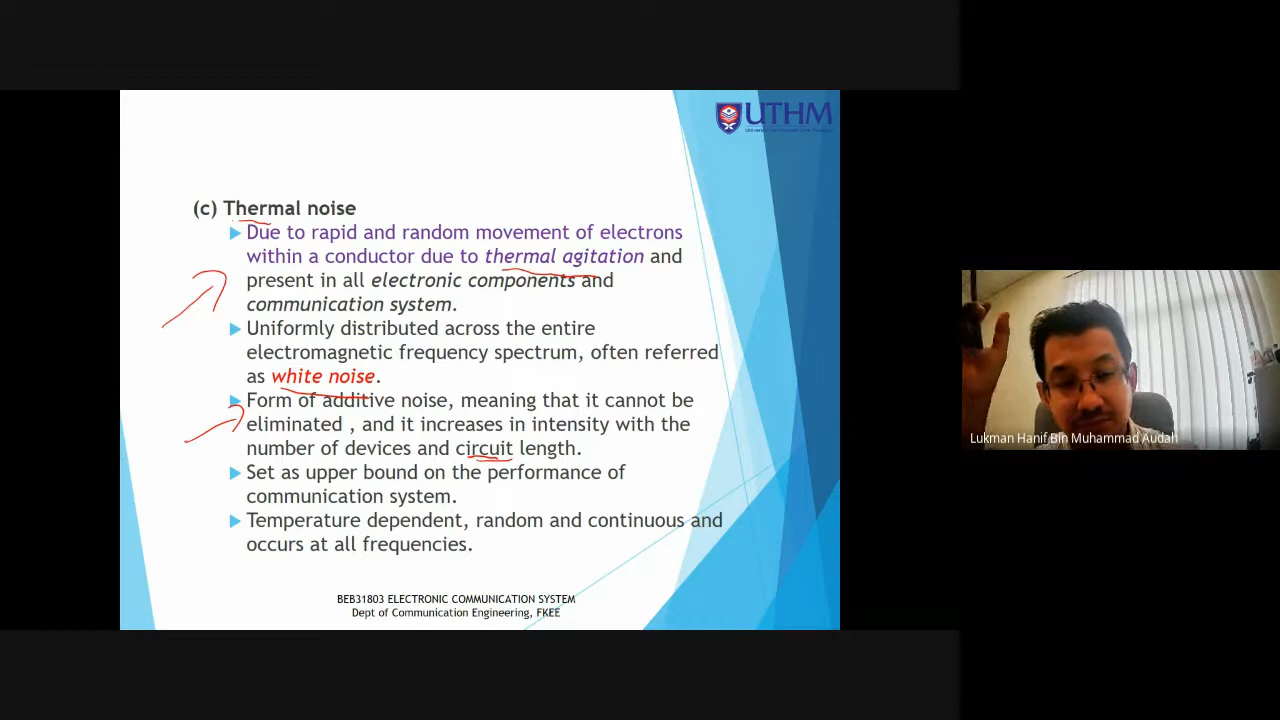 UTHM
(c) Thermal noise
Due to rapid and random movement of electrons
within a conductor due to thermal agitation and
present in all electronic components and
communication system.
Uniformly distributed across the entire
electromagnetic frequency spectrum, often referred
as white noise.
Form of additive noise, meaning that it cannot be
eliminated , and it increases in intensity with the
number of devices and circuit length.
Set as upper bound on the performance of
communication system.
Temperature dependent, random and continuous and
occurs at all frequencies.
BEB31803 ELECTRONIC COMMUNICATION SYSTEM
Dept of Communication Engineering, FKEE
Lukman Hanif Bin Muhammad Audah